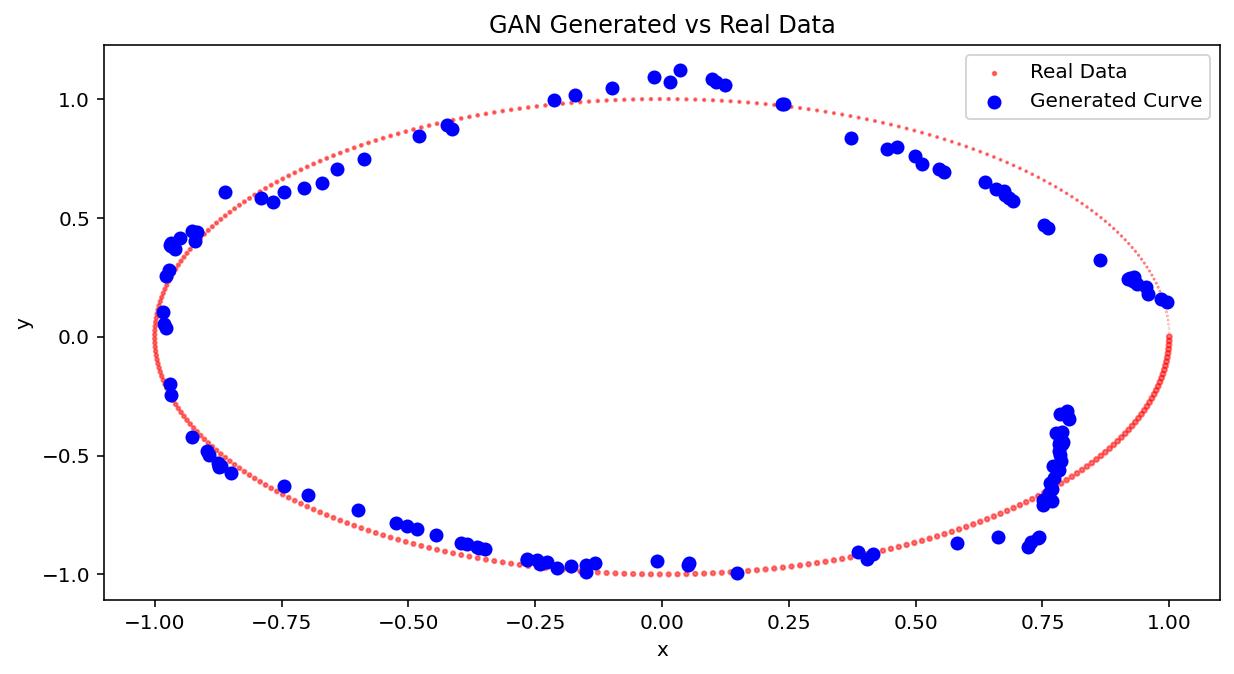 GAN Generated vs Real Data
Real Data
Generated Curve
1.0
0.5
0.0
−0.5
−1.0
y
−1.00 −0.75 −0.50 −0.25 0.00 0.25 0.50 0.75 1.00
x